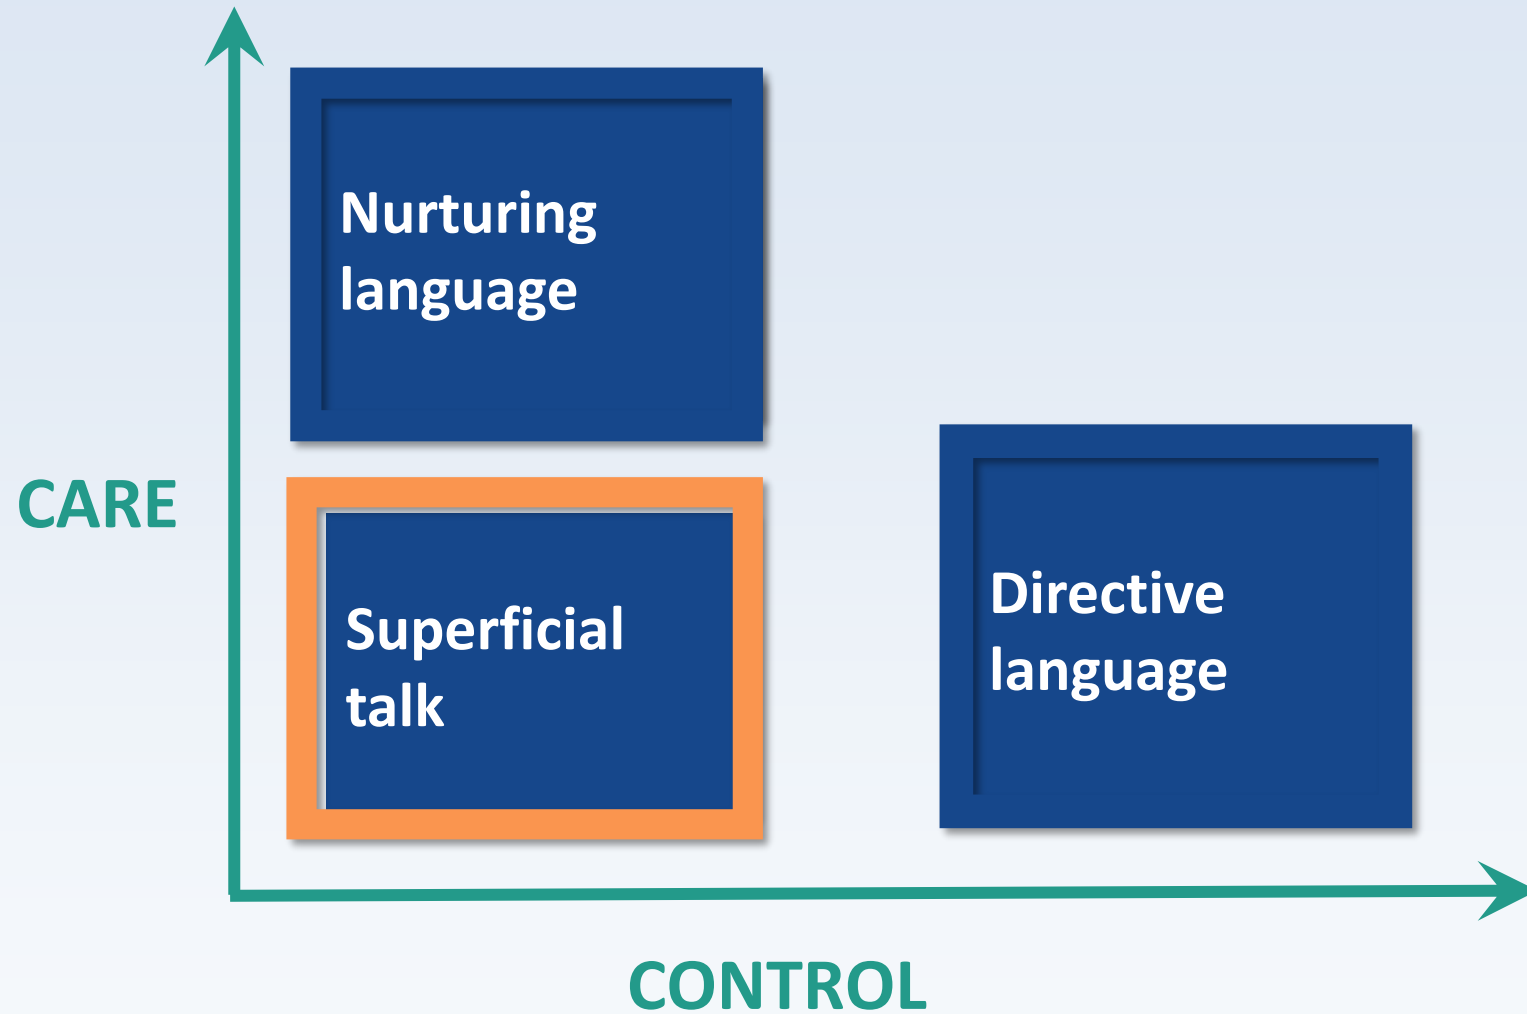 Nurturing
language
CARE
Superficial
talk
Directive
language
CONTROL